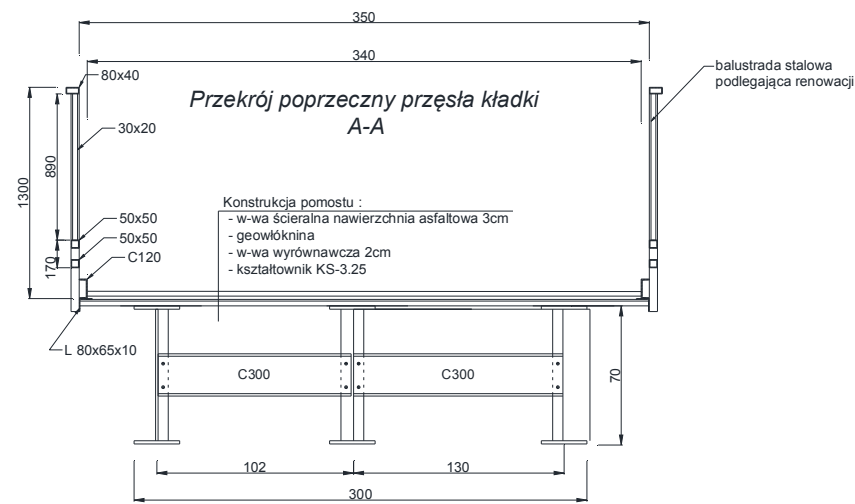 350
340
80x40
balustrada stalowa
podlegająca renowacji
Przekrój poprzeczny przęsła kładki
A-A
30x20
890
1300
Konstrukcja pomostu :
- w-wa ścieralna nawierzchnia asfaltowa 3cm
- geowłóknina
- w-wa wyrównawcza 2cm
- kształtownik KS-3.25
50x50
50x50
170
C120
L 80x65x10
C300
C300
70
102
130
300